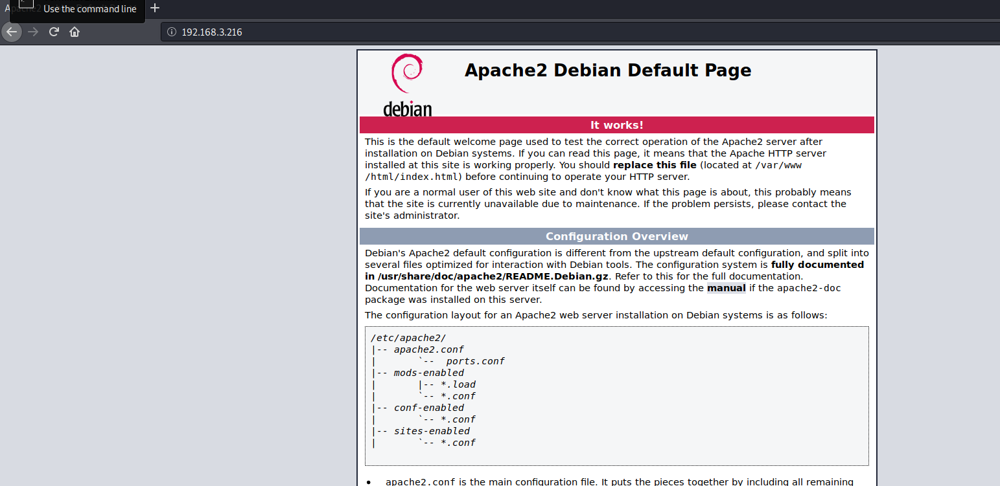 Use the command line
192.168.3.216
debian
Apache2 Debian Default Page
It works!
This is the default welcome page used to test the correct operation of the Apache2 server after
installation on Debian systems. If you can read this page, it means that the Apache HTTP server
installed at this site is working properly. You should replace this file (located at /var/www
/html/index.html) before continuing to operate your HTTP server.
If you are a normal user of this web site and don't know what this page is about, this probably means
that the site is currently unavailable due to maintenance. If the problem persists, please contact the
site's administrator.
Configuration Overview
Debian's Apache2 default configuration is different from the upstream default configuration, and split into
several files optimized for interaction with Debian tools. The configuration system is fully documented
in /usr/share/doc/apache2/README.Debian.gz. Refer to this for the full documentation.
Documentation for the web server itself can be found by accessing the manual if the apache2-doc
package was installed on this server.
The configuration layout for an Apache2 web server installation on Debian systems is as follows:
/etc/apache2/
|-- apache2.conf
|       `--  ports.conf
|-- mods-enabled
|       |-- *.load
|       `-- *.conf
|-- conf-enabled
|       `-- *.conf
|-- sites-enabled
|       `-- *.conf
• apache2.conf is the main configuration file. It puts the pieces together by including all remaining